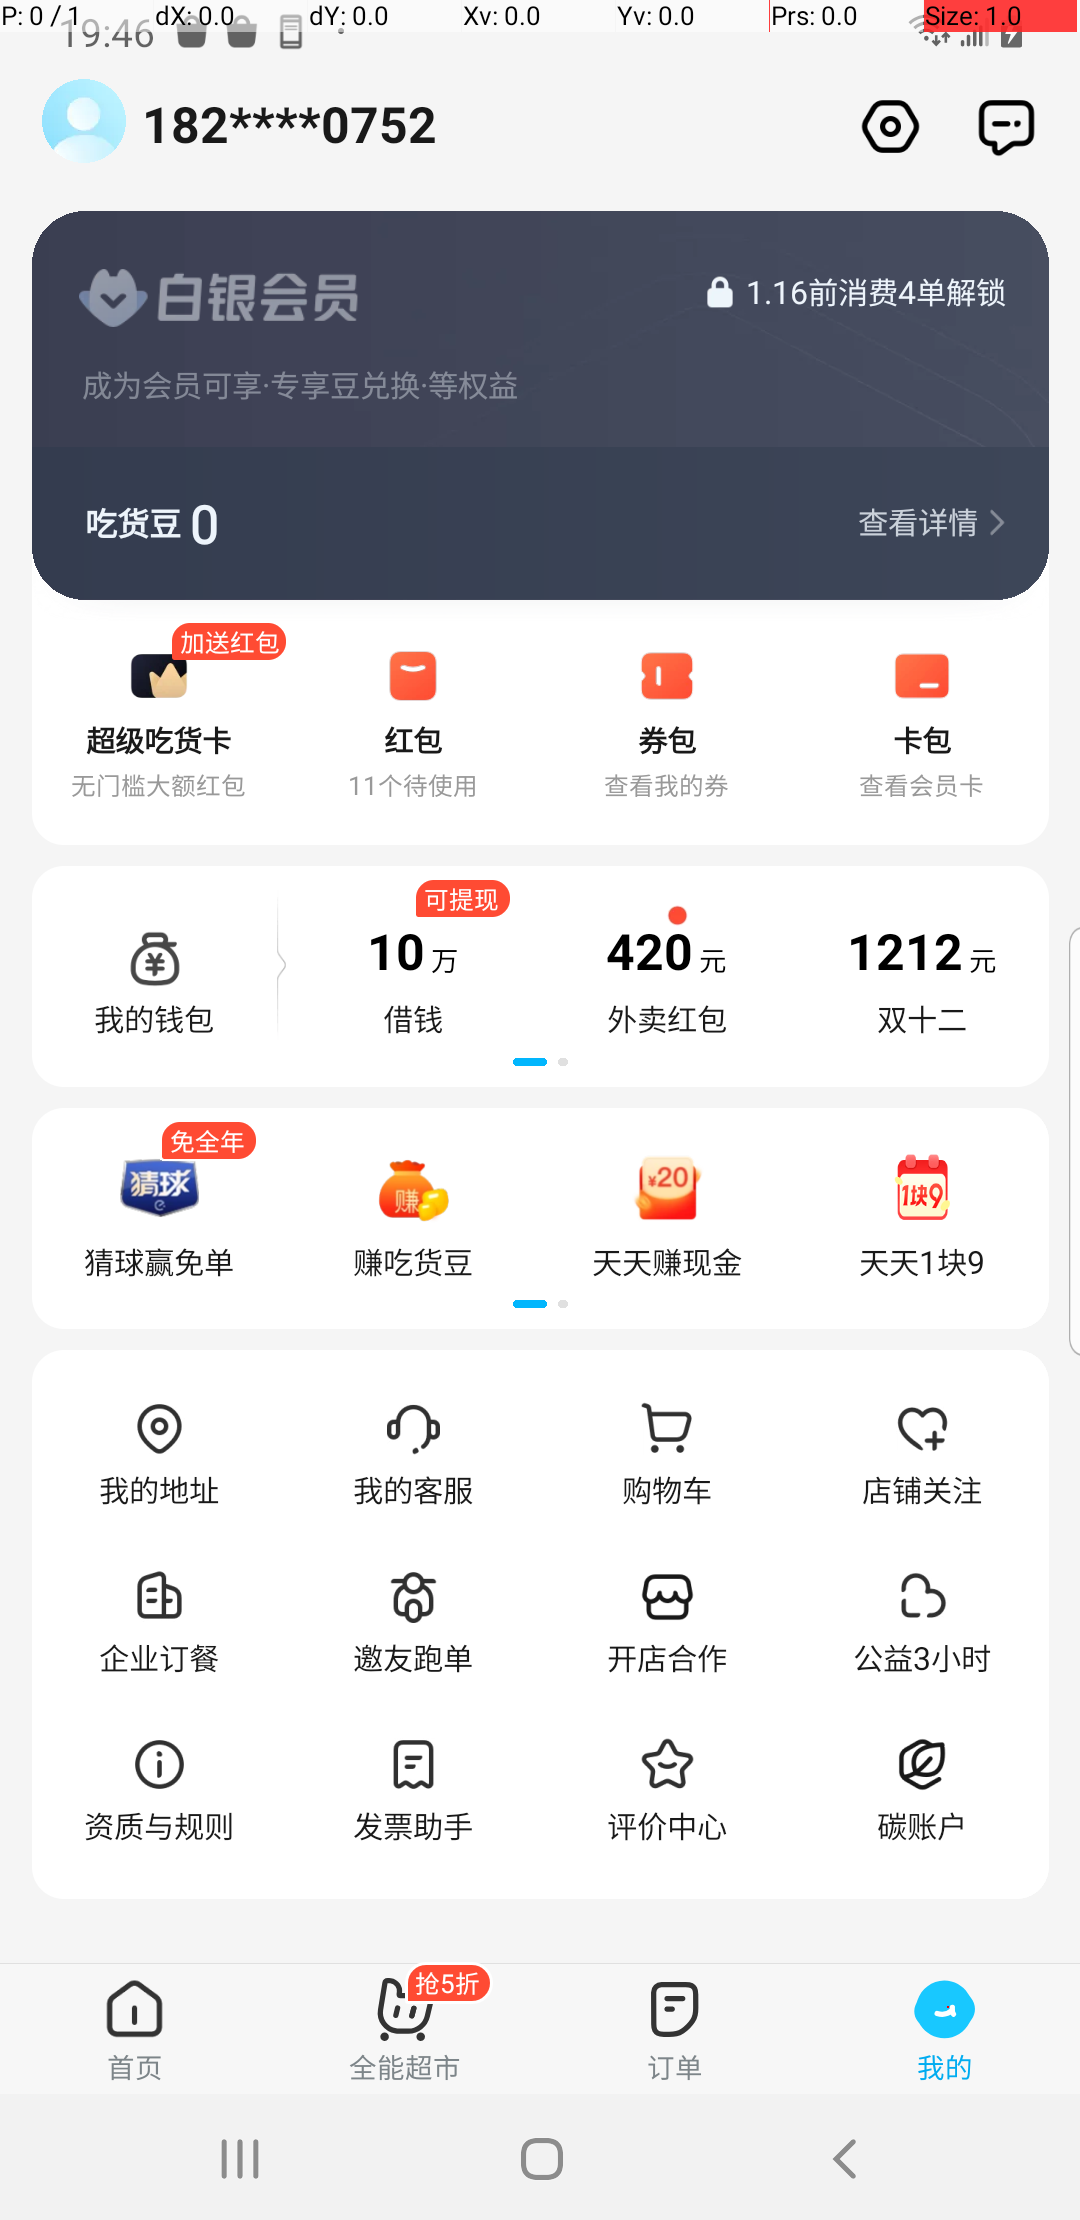 P: 0 / 1 dX: 0.0 dY: 0.0 Xv: 0.0 Yv: 0.0 Prs: 0.0 Size: 1.0
19:46
182****0752
白银会员
1.16前消费4单解锁
成为会员可享·专享豆兑换·等权益
吃货豆 0
查看详情
加送红包
超级吃货卡 红包 券包 卡包
无门槛大额红包 11个待使用 查看我的券 查看会员卡
可提现
10万 420元 1212元
我的钱包 借钱 外卖红包 双十二
免全年
猜球 赚 ¥20 1块9
猜球赢免单 赚吃货豆 天天赚现金 天天1块9
我的地址 我的客服 购物车 店铺关注
企业订餐 邀友跑单 开店合作 公益3小时
资质与规则 发票助手 评价中心 碳账户
抢5折
首页 全能超市 订单 我的